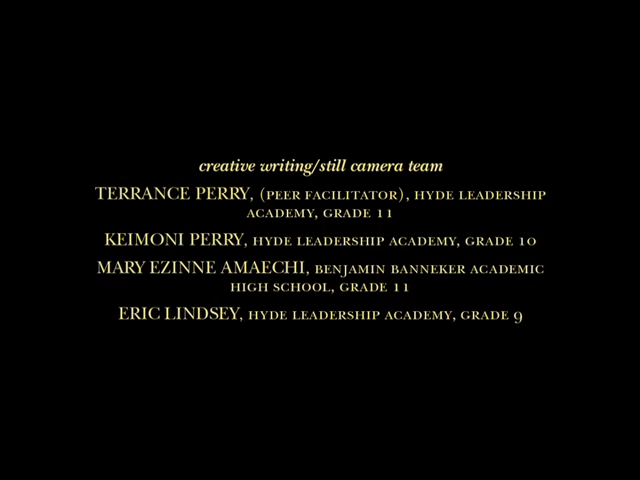 creative writing/still camera team
TERRANCE PERRY, (PEER FACILITATOR), HYDE LEADERSHIP
ACADEMY, GRADE 11
KEIMONI PERRY, HYDE LEADERSHIP ACADEMY, GRADE 10
MARY EZINNE AMAECHI, BENJAMIN BANNEKER ACADEMIC
HIGH SCHOOL, GRADE 11
ERIC LINDSEY, HYDE LEADERSHIP ACADEMY, GRADE 9